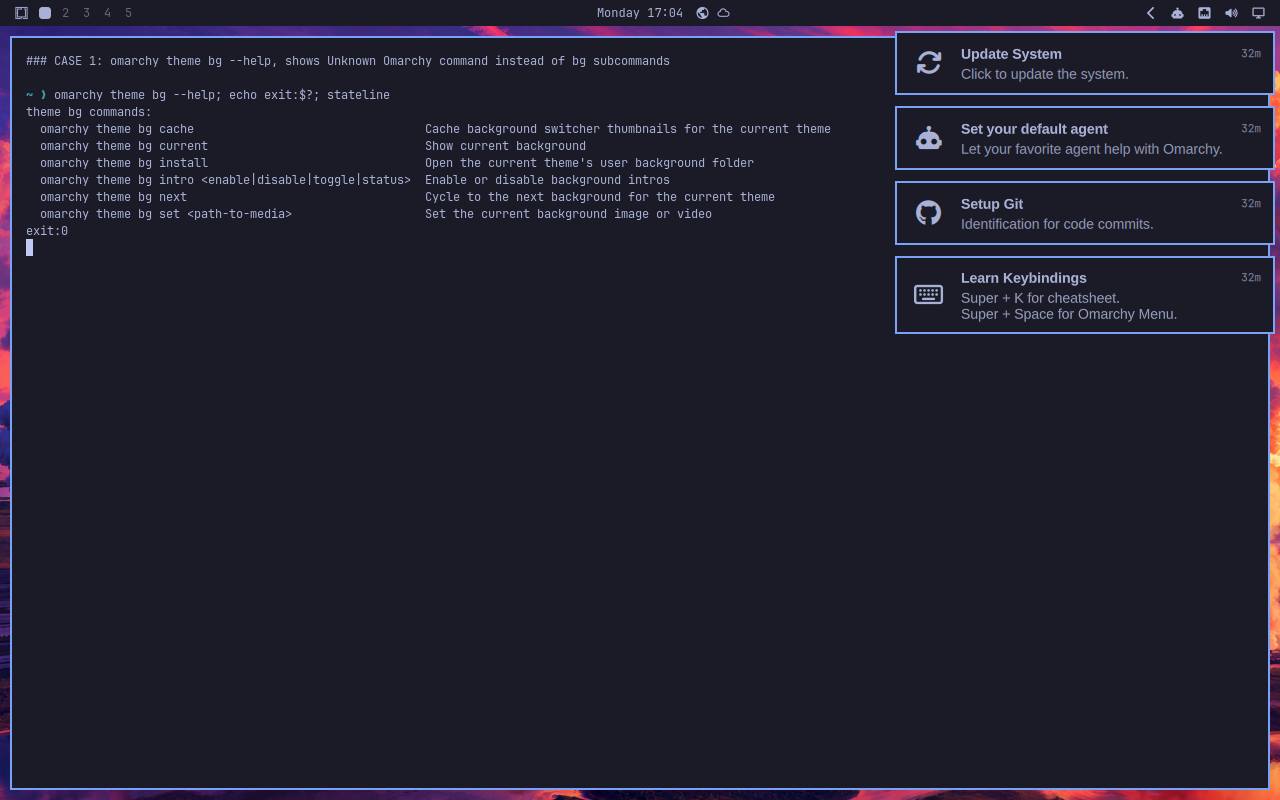 2 3 4 5
Monday 17:04
### CASE 1: omarchy theme bg --help, shows Unknown Omarchy command instead of bg subcommands
~ ❯ omarchy theme bg --help; echo exit:$?; stateline
theme bg commands:
omarchy theme bg cache Cache background switcher thumbnails for the current theme
omarchy theme bg current Show current background
omarchy theme bg install Open the current theme's user background folder
omarchy theme bg intro <enable|disable|toggle|status> Enable or disable background intros
omarchy theme bg next Cycle to the next background for the current theme
omarchy theme bg set <path-to-media> Set the current background image or video
exit:0
Update System 32m
Click to update the system.
Set your default agent 32m
Let your favorite agent help with Omarchy.
Setup Git 32m
Identification for code commits.
Learn Keybindings 32m
Super + K for cheatsheet.
Super + Space for Omarchy Menu.